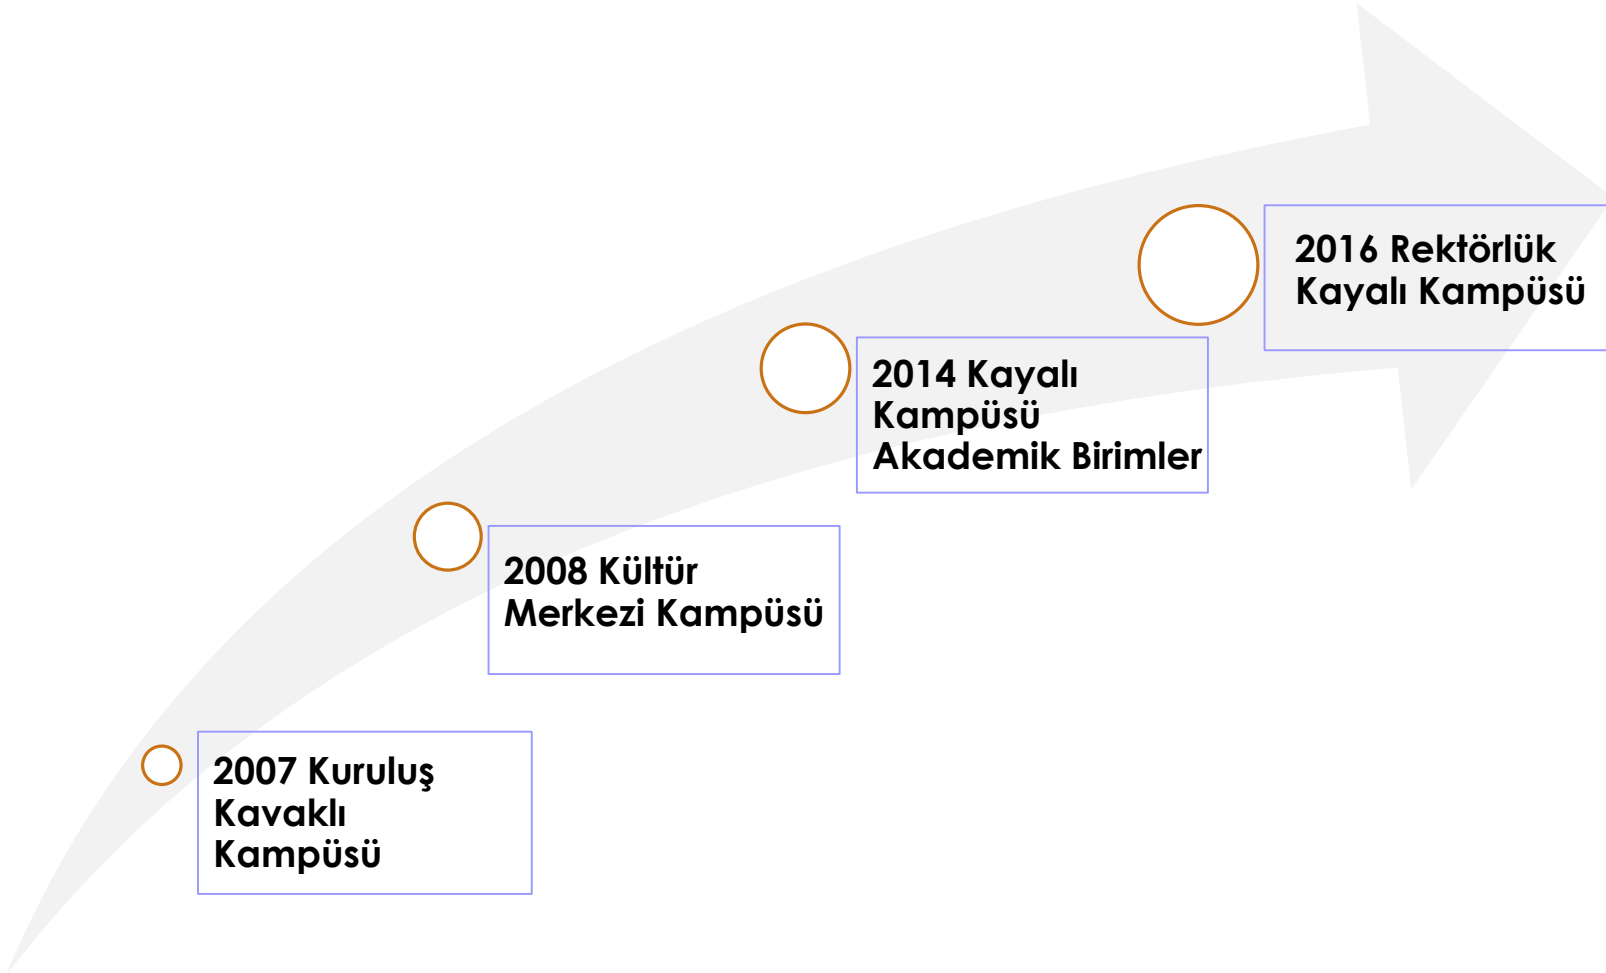 2016 Rektörlük
Kayalı Kampüsü
2014 Kayalı
Kampüsü
Akademik Birimler
2008 Kültür
Merkezi Kampüsü
2007 Kuruluş
Kavaklı
Kampüsü